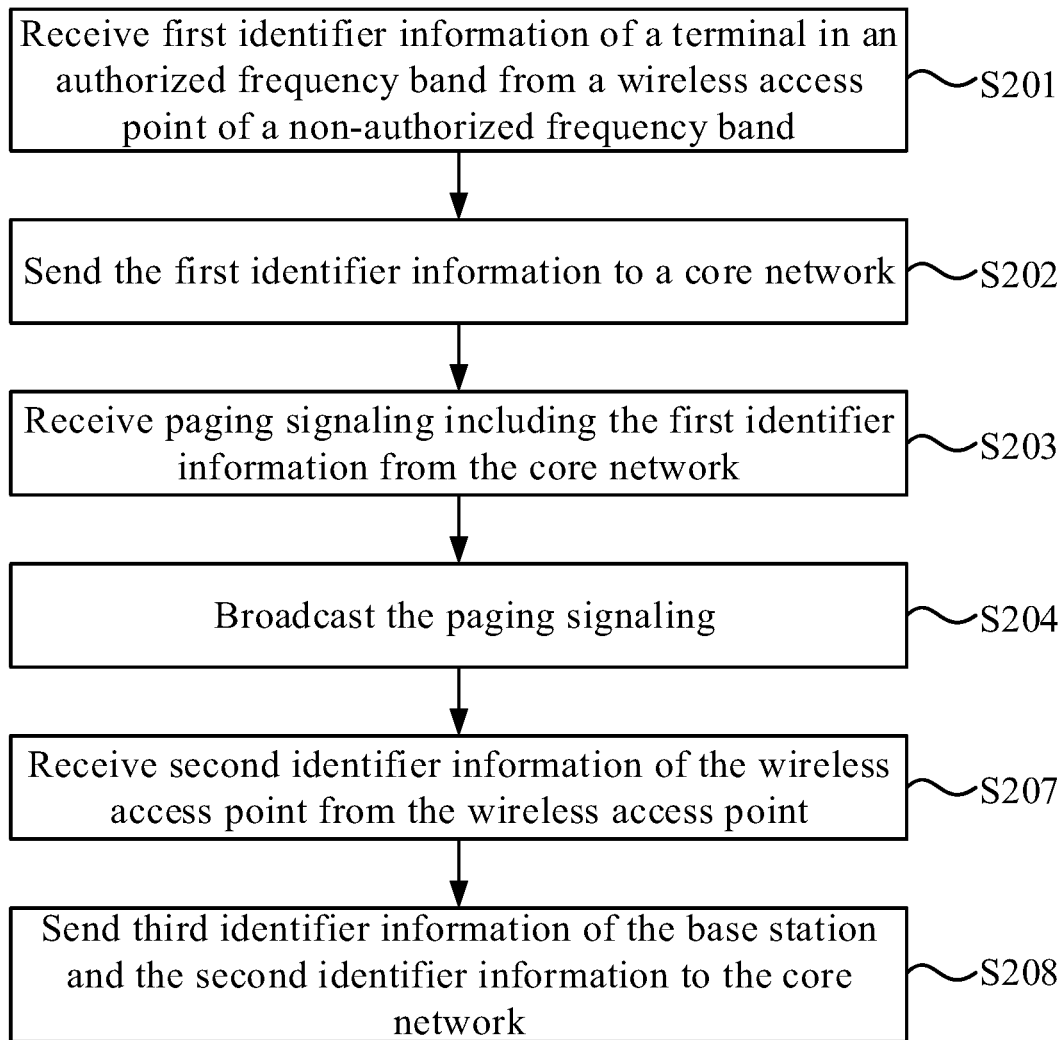 Receive first identifier information of a terminal in an
authorized frequency band from a wireless access
point of a non-authorized frequency band
S201
Send the first identifier information to a core network
S202
Receive paging signaling including the first identifier
information from the core network
S203
Broadcast the paging signaling
S204
Receive second identifier information of the wireless
access point from the wireless access point
S207
Send third identifier information of the base station
and the second identifier information to the core
network
S208